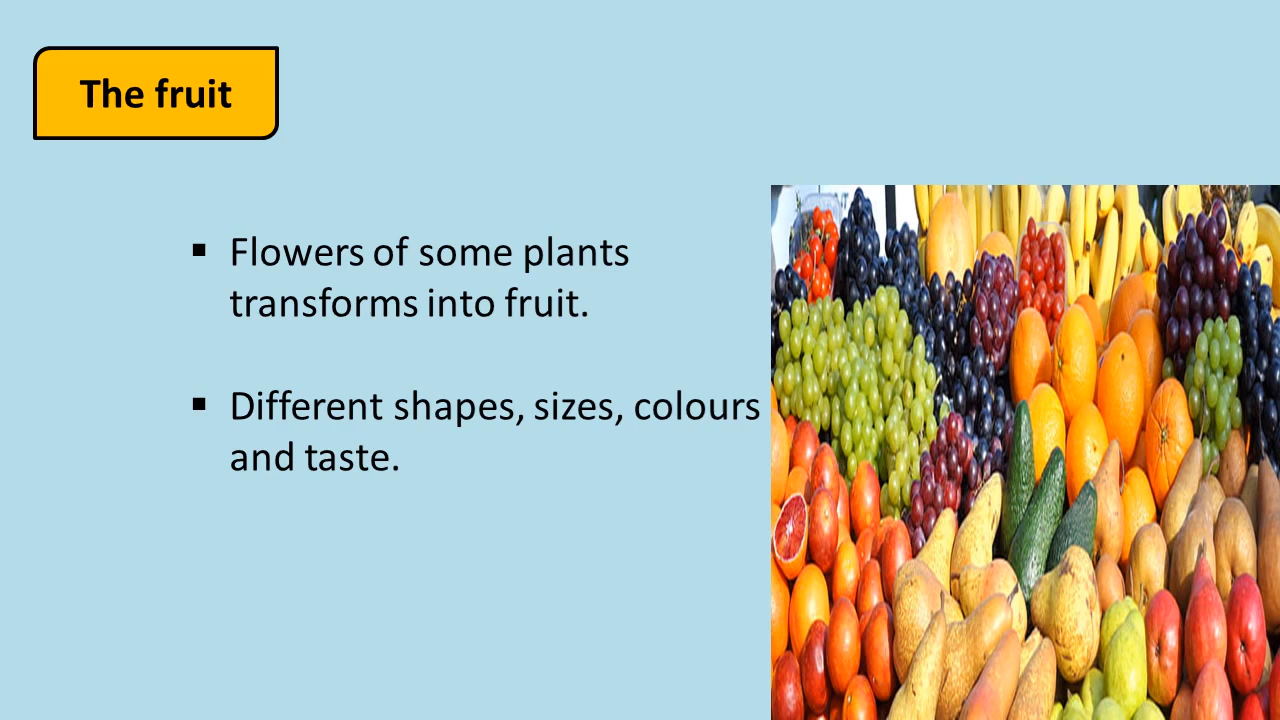 The fruit
▪ Flowers of some plants
transforms into fruit.
▪ Different shapes, sizes, colours
and taste.